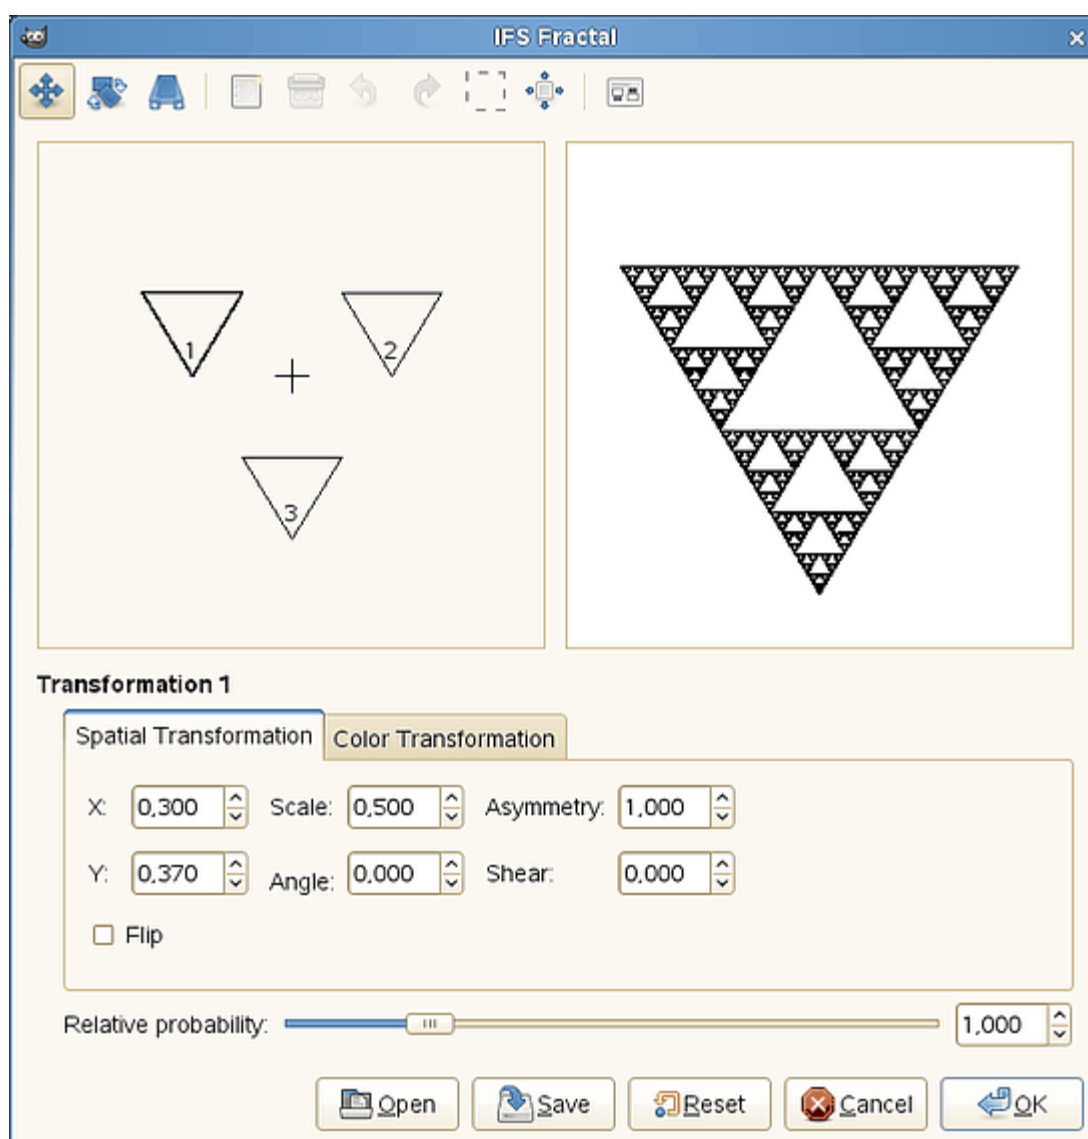 IFS Fractal
1
2
3
Transformation 1
Spatial Transformation Color Transformation
X: 0,300 Scale: 0,500 Asymmetry: 1,000
Y: 0,370 Angle: 0,000 Shear: 0,000
Flip
Relative probability: 1,000
Open Save Reset Cancel OK